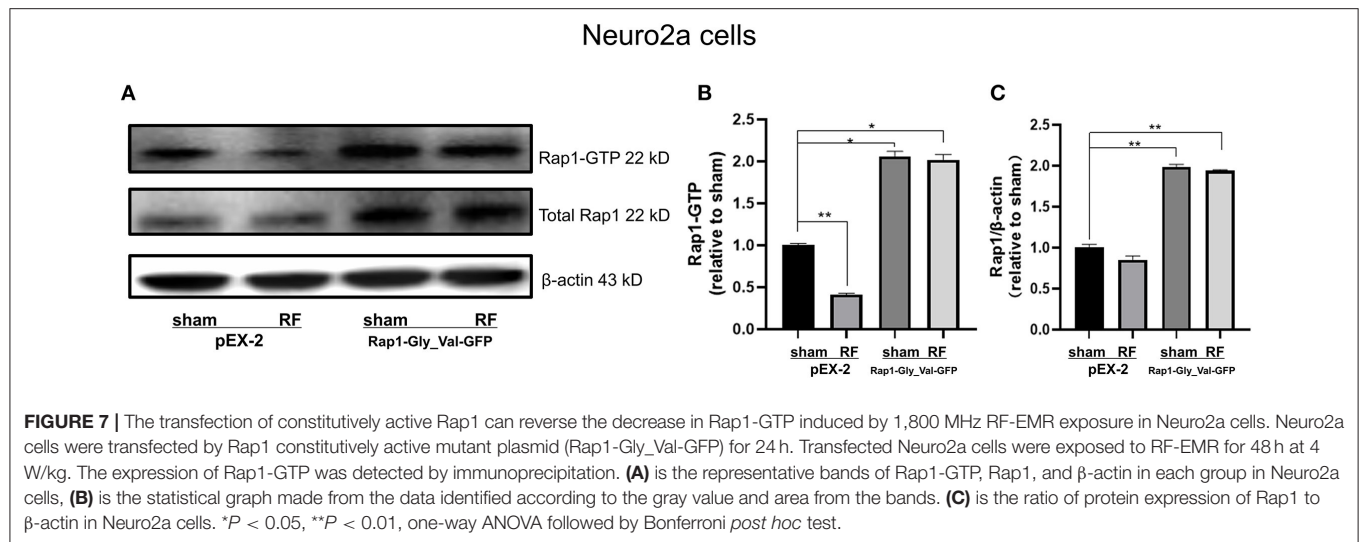 Neuro2a cells
A
Rap1-GTP 22 kD
Total Rap1 22 kD
β-actin 43 kD
sham RF sham RF
pEX-2 Rap1-Gly_Val-GFP
B
Rap1-GTP
(relative to sham)
2.5
2.0
1.5
1.0
0.5
0.0
*
*
**
sham RF sham RF
pEX-2 Rap1-Gly_Val-GFP
C
Rap1/β-actin
(relative to sham)
2.5
2.0
1.5
1.0
0.5
0.0
**
**
sham RF sham RF
pEX-2 Rap1-Gly_Val-GFP
FIGURE 7 | The transfection of constitutively active Rap1 can reverse the decrease in Rap1-GTP induced by 1,800 MHz RF-EMR exposure in Neuro2a cells. Neuro2a
cells were transfected by Rap1 constitutively active mutant plasmid (Rap1-Gly_Val-GFP) for 24 h. Transfected Neuro2a cells were exposed to RF-EMR for 48 h at 4
W/kg. The expression of Rap1-GTP was detected by immunoprecipitation. (A) is the representative bands of Rap1-GTP, Rap1, and β-actin in each group in Neuro2a
cells, (B) is the statistical graph made from the data identified according to the gray value and area from the bands. (C) is the ratio of protein expression of Rap1 to
β-actin in Neuro2a cells. *P < 0.05, **P < 0.01, one-way ANOVA followed by Bonferroni post hoc test.